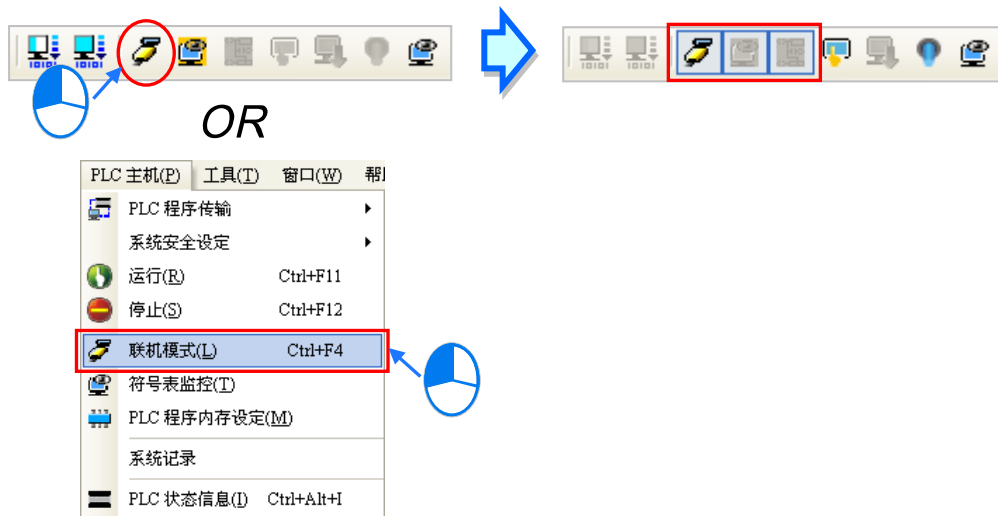 OR
PLC 主机(P) 工具(T) 窗口(W)
PLC 程序传输
系统安全设定
运行(R) Ctrl+F11
停止(S) Ctrl+F12
联机模式(L) Ctrl+F4
符号表监控(T)
PLC 程序内存设定(M)
系统记录
PLC 状态信息(I) Ctrl+Alt+I